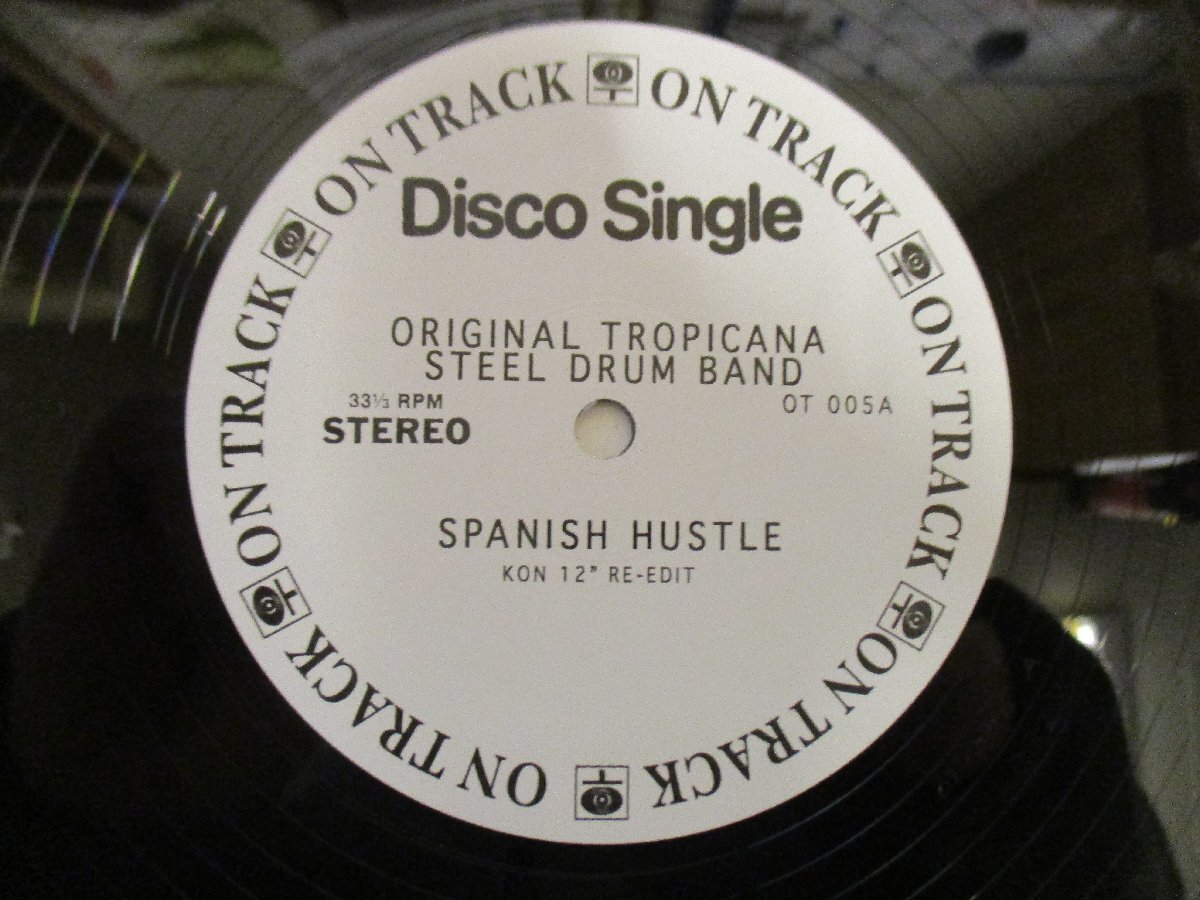 ON TRACK ON TRACK ON TRACK ON TRACK ON TRACK ON TRACK
Disco Single
ORIGINAL TROPICANA
STEEL DRUM BAND
33⅓ RPM
OT 005A
STEREO
SPANISH HUSTLE
KON 12” RE-EDIT